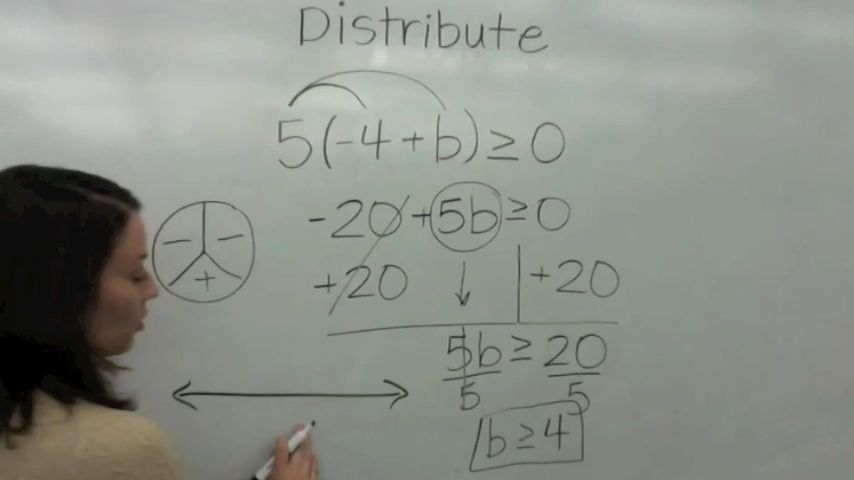 Distribute
5(-4+b)≥0
-20+5b≥0
+20 +20
5b≥20
5 5
b≥4
- -
+